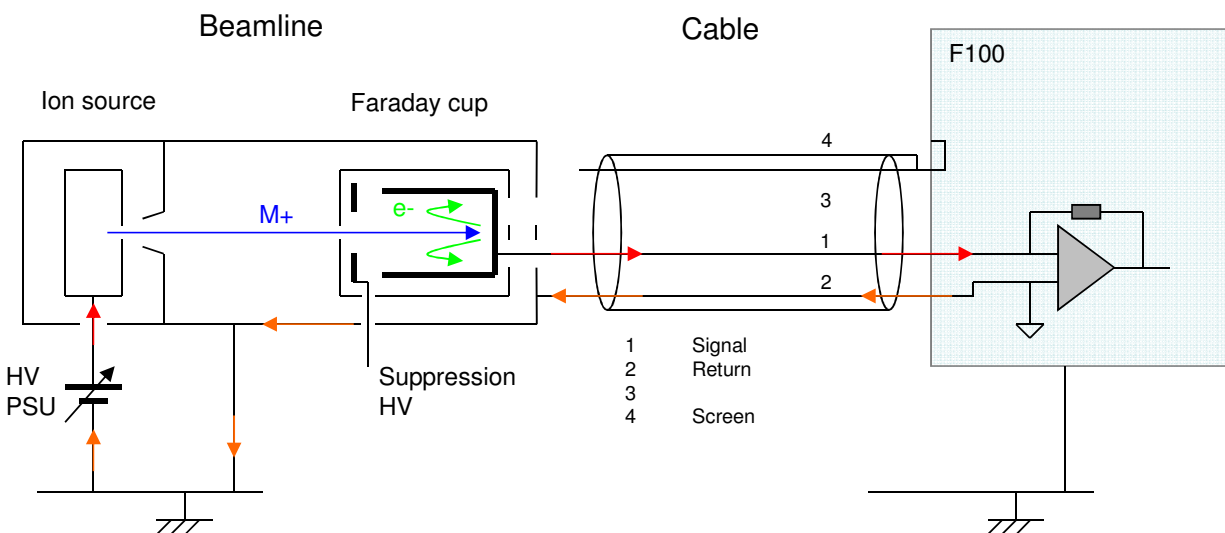 Beamline
Cable
F100
Ion source
Faraday cup
4
3
e-
M+
1
2
HV
PSU
Suppression
HV
1 Signal
2 Return
3
4 Screen